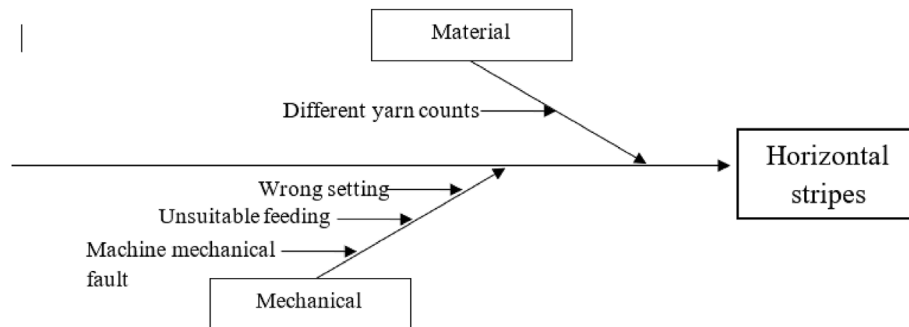 Material
Different yarn counts
Horizontal
stripes
Wrong setting
Unsuitable feeding
Machine mechanical
fault
Mechanical